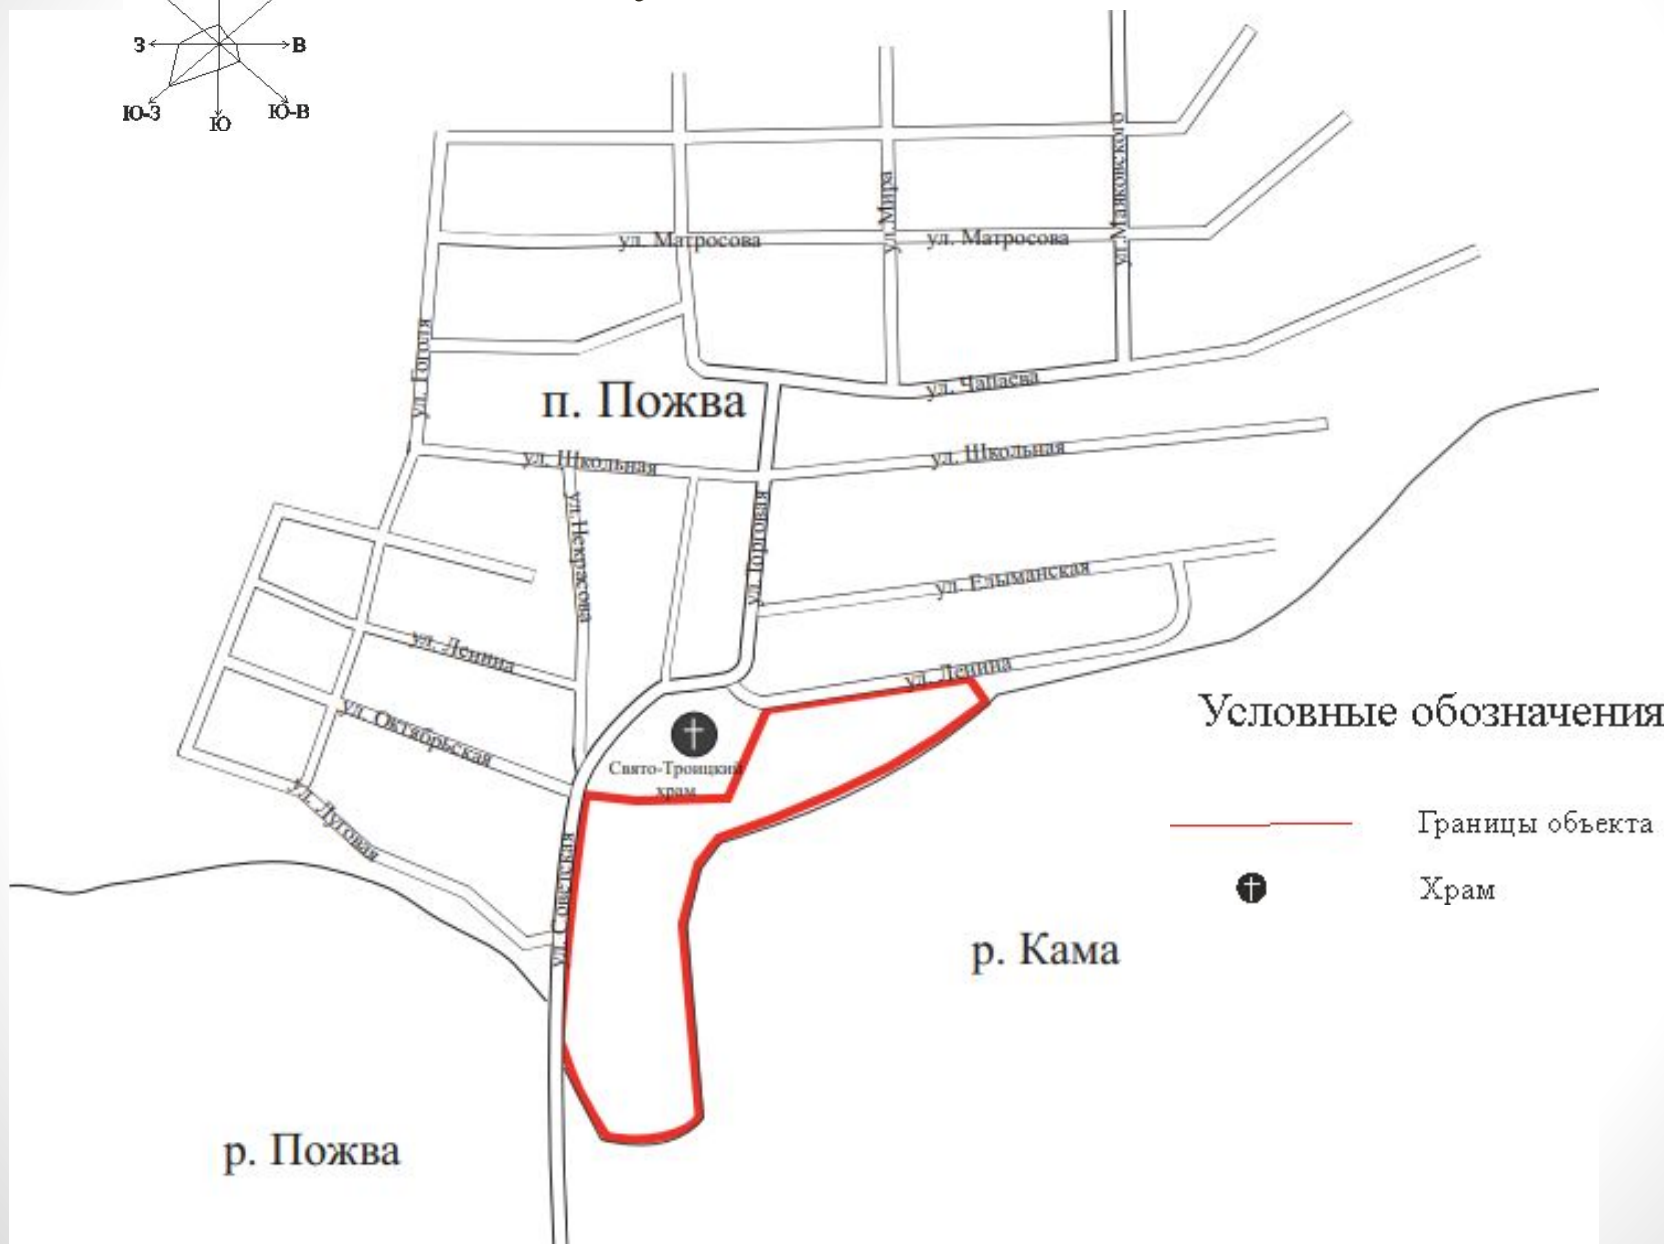 З
В
Ю-З
Ю
Ю-В
ул. Маяковского
ул. Мира
ул. Матросова
ул. Матросова
ул. Гоголя
ул. Чапаева
п. Пожва
ул. Школьная
ул. Школьная
ул. Некрасова
ул. Торговая
ул. Елыманская
ул. Ленина
ул. Ленина
ул. Октябрьская
Свято-Троицкий
храм
ул. Луговая
ул. Советская
Условные обозначения
Границы объекта
Храм
р. Кама
р. Пожва